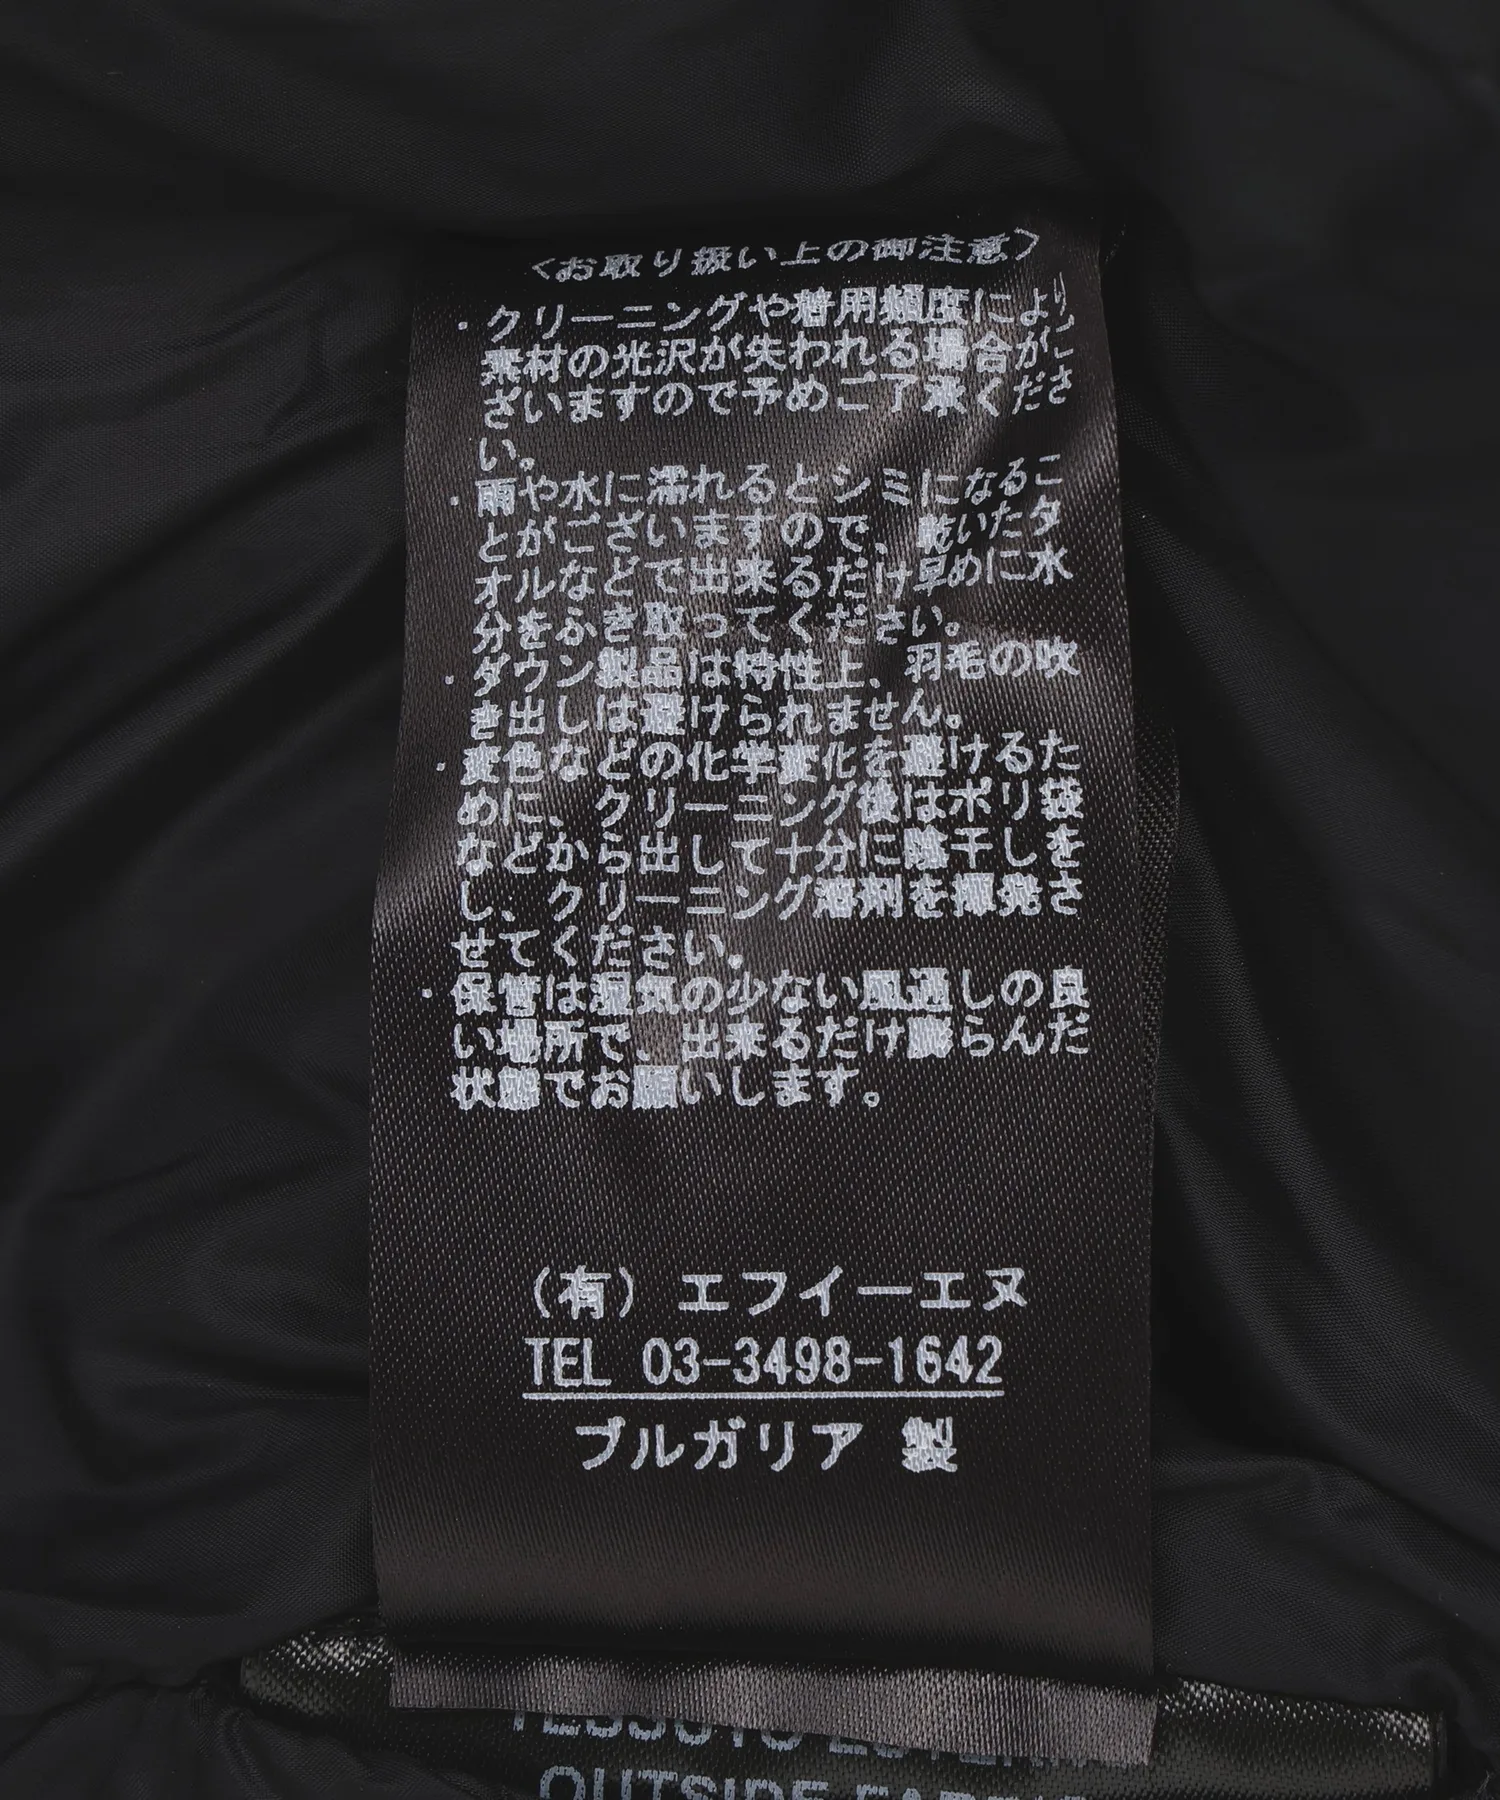 <お取り扱い上の御注意>
・クリーニングや着用頻度により
素材の光沢が失われる場合がご
ざいますので予めご了承くださ
い。
・雨や水に濡れるとシミになるこ
とがございますので、乾いたタ
オルなどで出来るだけ早めに水
分をふき取ってください。
・ダウン製品は特性上、羽毛の吹
き出しは避けられません。
・変色などの化学変化を避けるた
めに、クリーニング後はポリ袋
などから出して十分に陰干しを
し、クリーニング溶剤を揮発さ
せてください。
・保管は湿気の少ない風通しの良
い場所で、出来るだけ膨らんだ
状態でお願いします。
(有)エフイーエヌ
TEL 03-3498-1642
ブルガリア 製
OUTSIDE